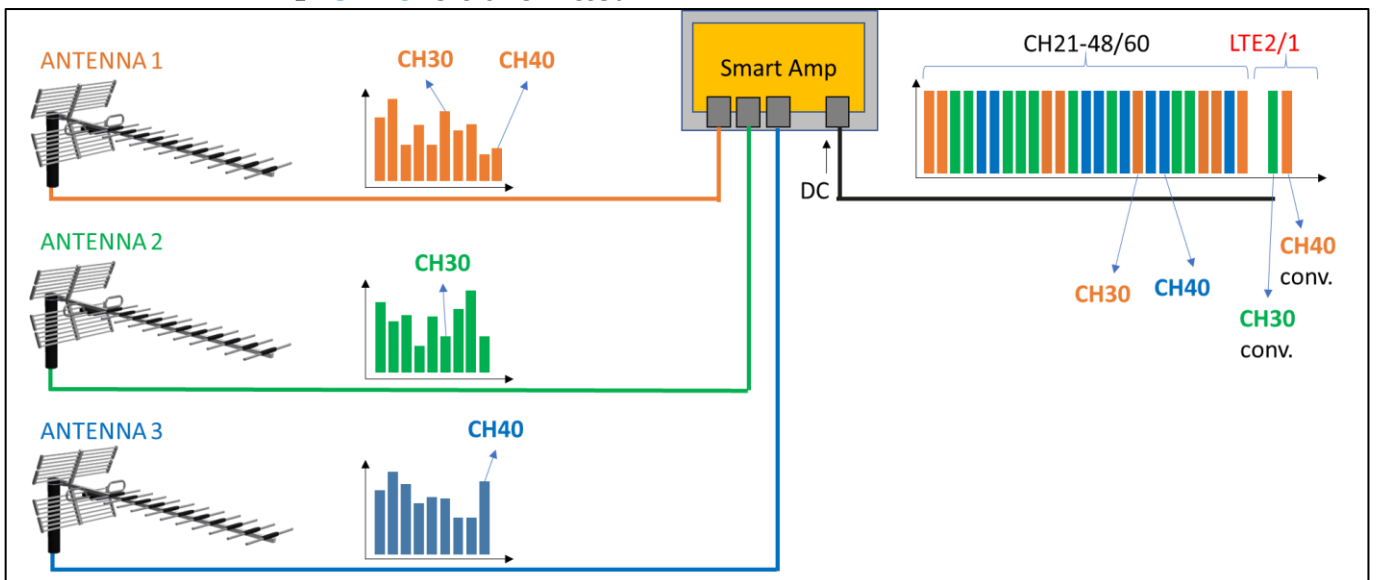 ANTENNA 1
CH30
CH40
Smart Amp
DC
CH21-48/60
LTE2/1
CH30
CH40
CH40
conv.
CH30
conv.
ANTENNA 2
CH30
ANTENNA 3
CH40